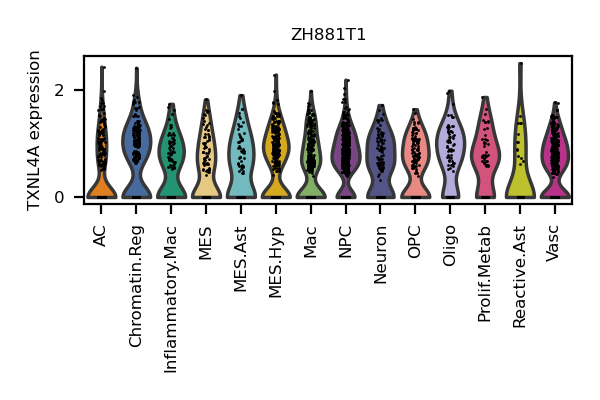 ZH881T1
TXNL4A expression
2
0
AC
Chromatin.Reg
Inflammatory.Mac
MES
MES.Ast
MES.Hyp
Mac
NPC
Neuron
OPC
Oligo
Prolif.Metab
Reactive.Ast
Vasc